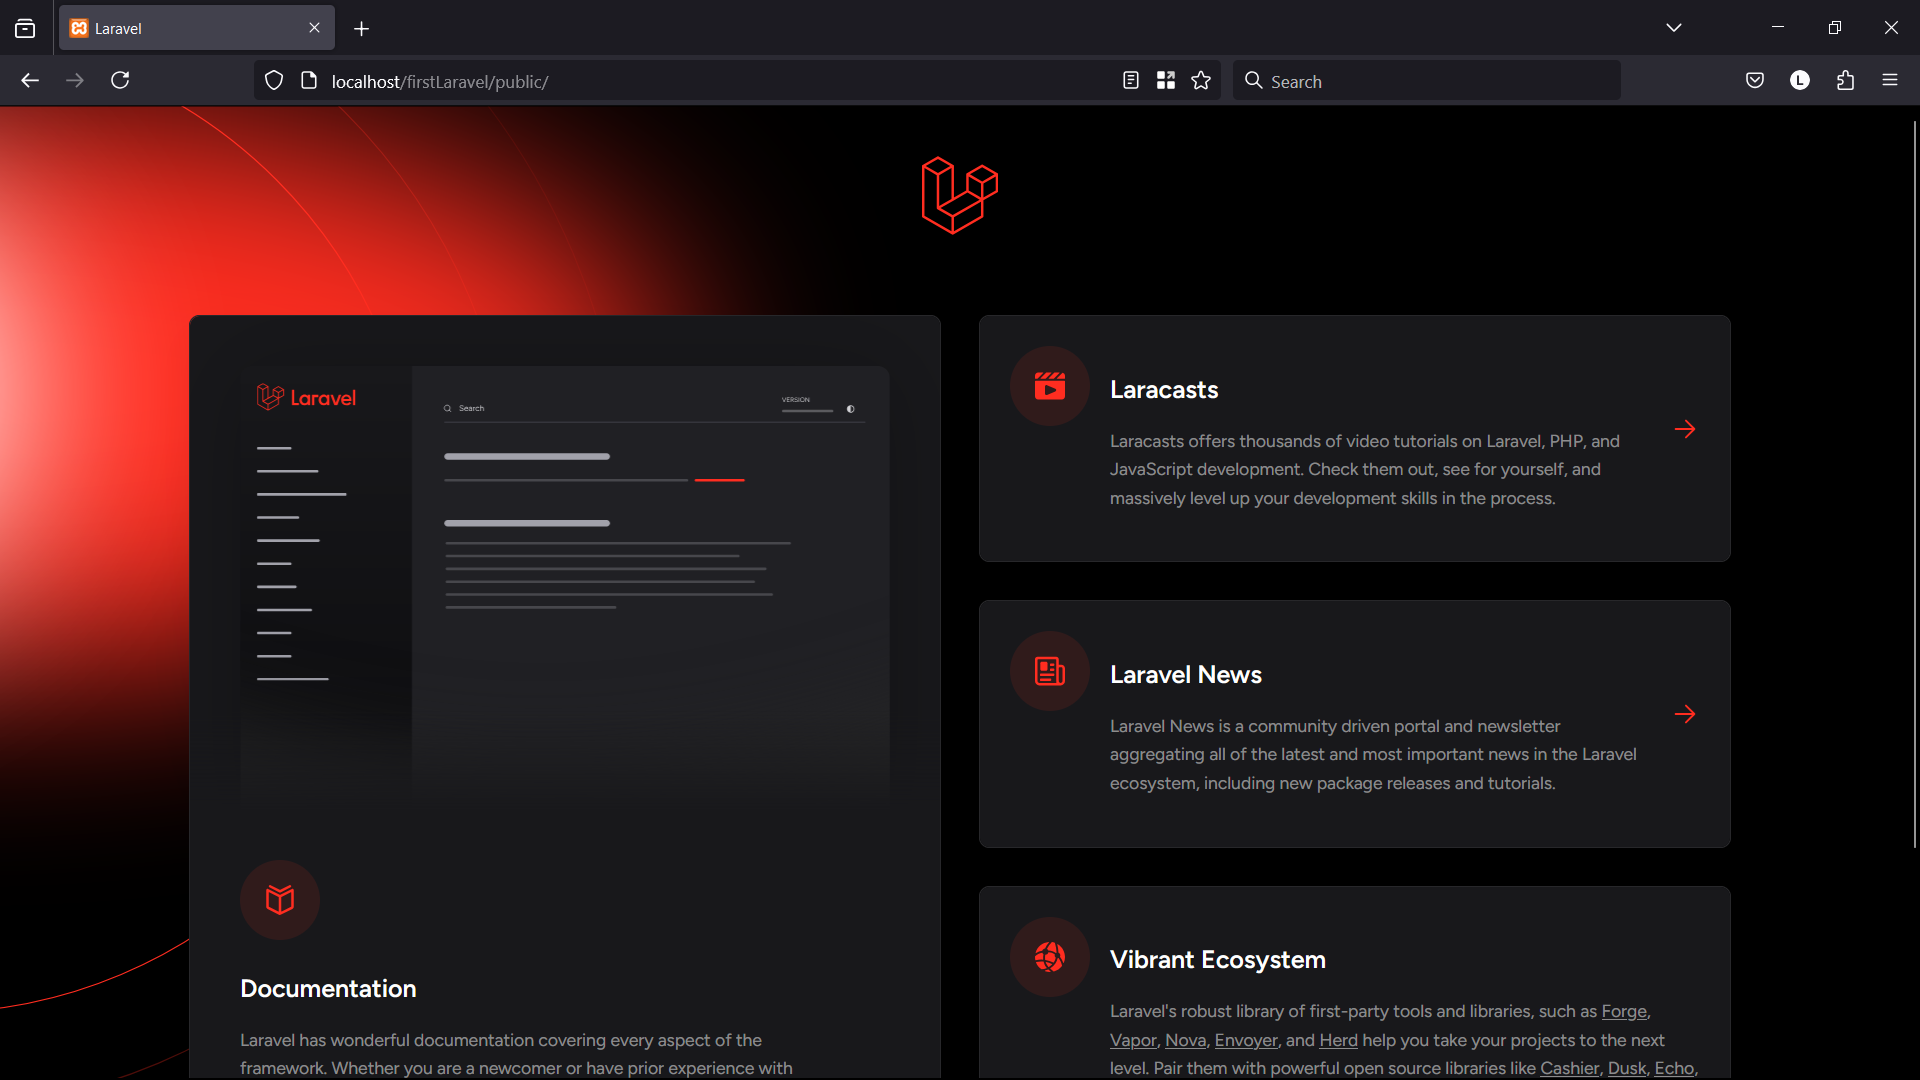 Laravel
localhost/firstLaravel/public/
Search
L
Laravel
Search
VERSION
Documentation
Laravel has wonderful documentation covering every aspect of the
framework. Whether you are a newcomer or have prior experience with
Laracasts
Laracasts offers thousands of video tutorials on Laravel, PHP, and
JavaScript development. Check them out, see for yourself, and
massively level up your development skills in the process.
Laravel News
Laravel News is a community driven portal and newsletter
aggregating all of the latest and most important news in the Laravel
ecosystem, including new package releases and tutorials.
Vibrant Ecosystem
Laravel's robust library of first-party tools and libraries, such as Forge,
Vapor, Nova, Envoyer, and Herd help you take your projects to the next
level. Pair them with powerful open source libraries like Cashier, Dusk, Echo,